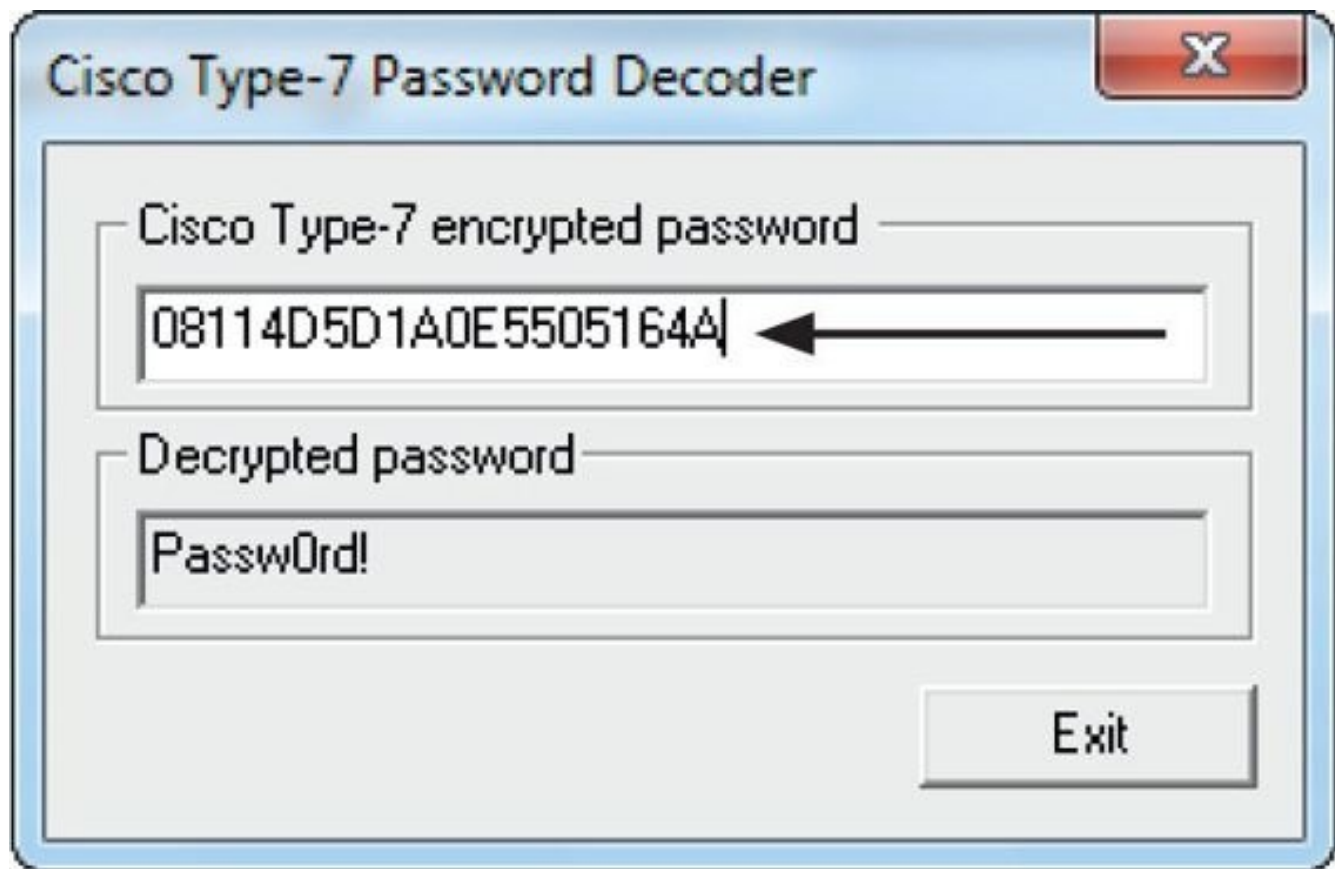 Cisco Type-7 Password Decoder
Cisco Type-7 encrypted password
08114D5D1A0E5505164A
Decrypted password
Passw0rd!
Exit